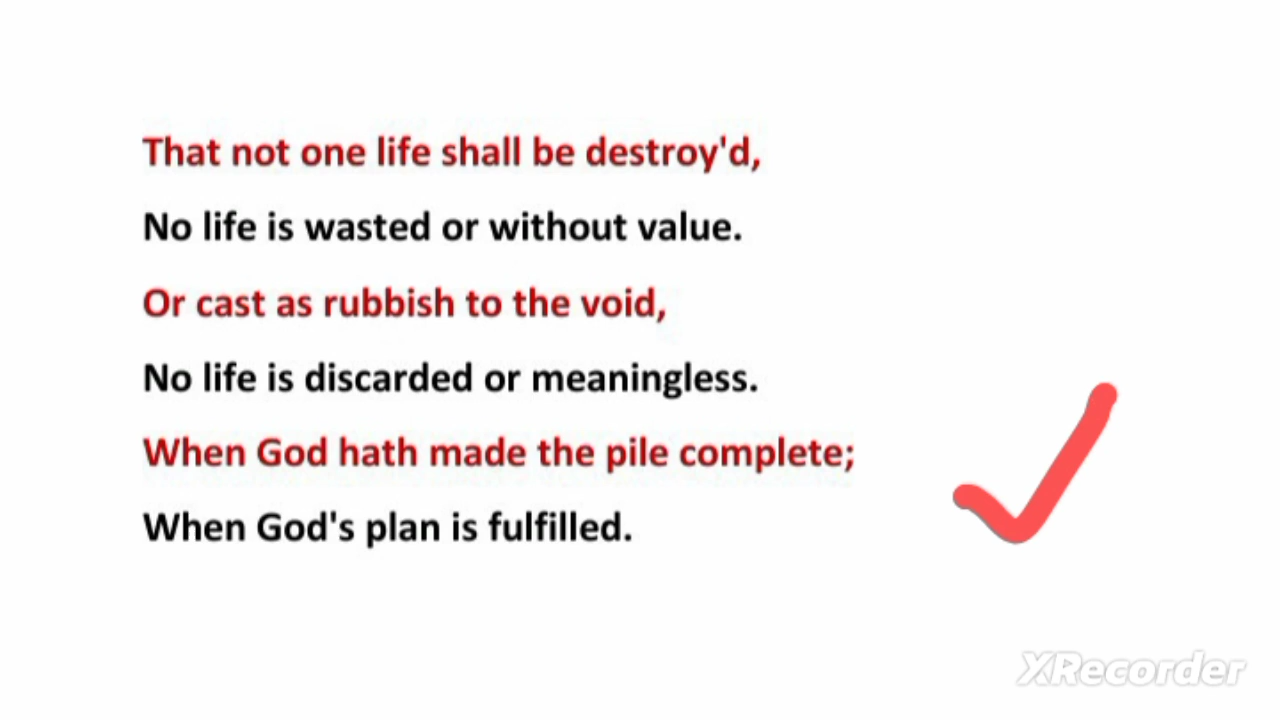 That not one life shall be destroy'd,
No life is wasted or without value.
Or cast as rubbish to the void,
No life is discarded or meaningless.
When God hath made the pile complete;
When God's plan is fulfilled.
XRecorder